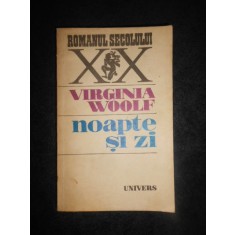 ROMANUL SECOLULUI
XX
VIRGINIA
WOOLF
noapte
și zi
UNIVERS